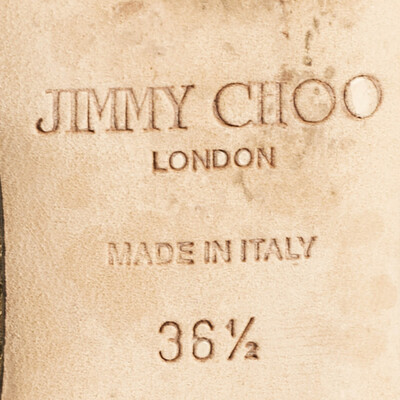 JIMMY CHOO
LONDON
MADE IN ITALY
36½